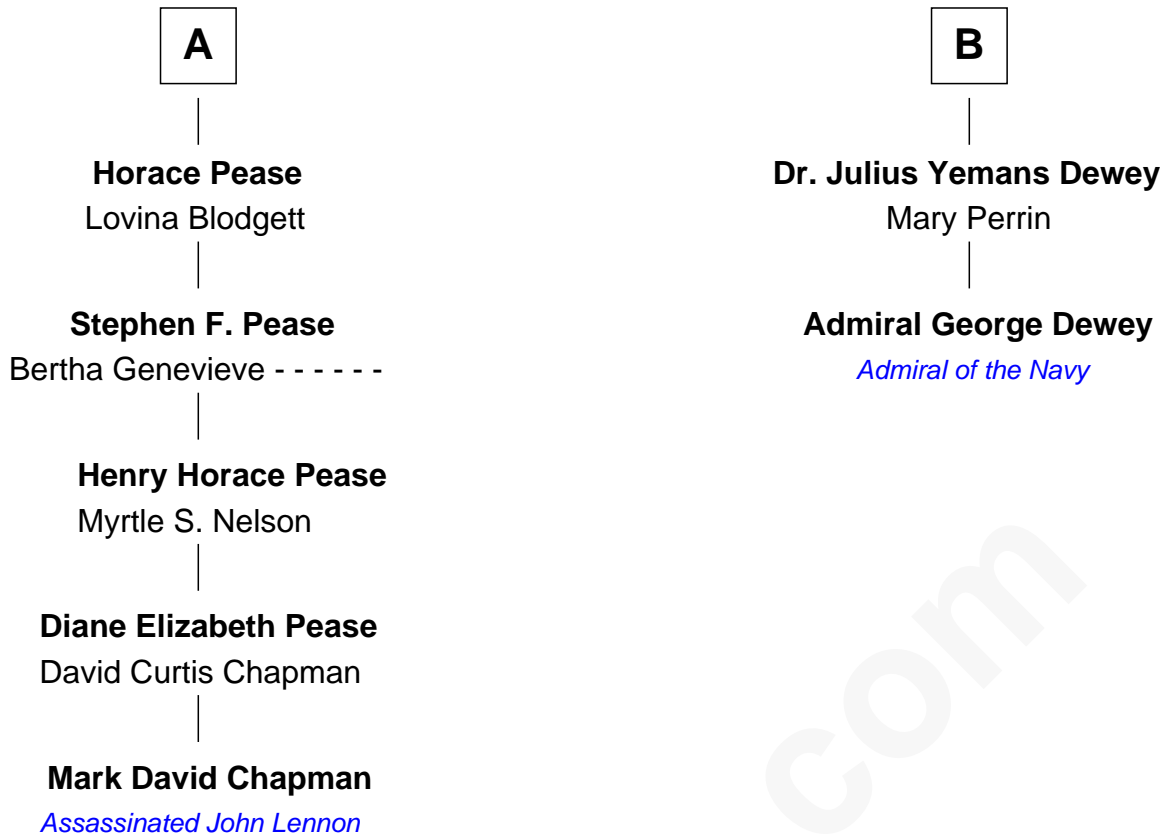 A
Horace Pease
Lovina Blodgett
Stephen F. Pease
Bertha Genevieve - - - - - -
Henry Horace Pease
Myrtle S. Nelson
Diane Elizabeth Pease
David Curtis Chapman
Mark David Chapman
Assassinated John Lennon
B
Dr. Julius Yemans Dewey
Mary Perrin
Admiral George Dewey
Admiral of the Navy
com